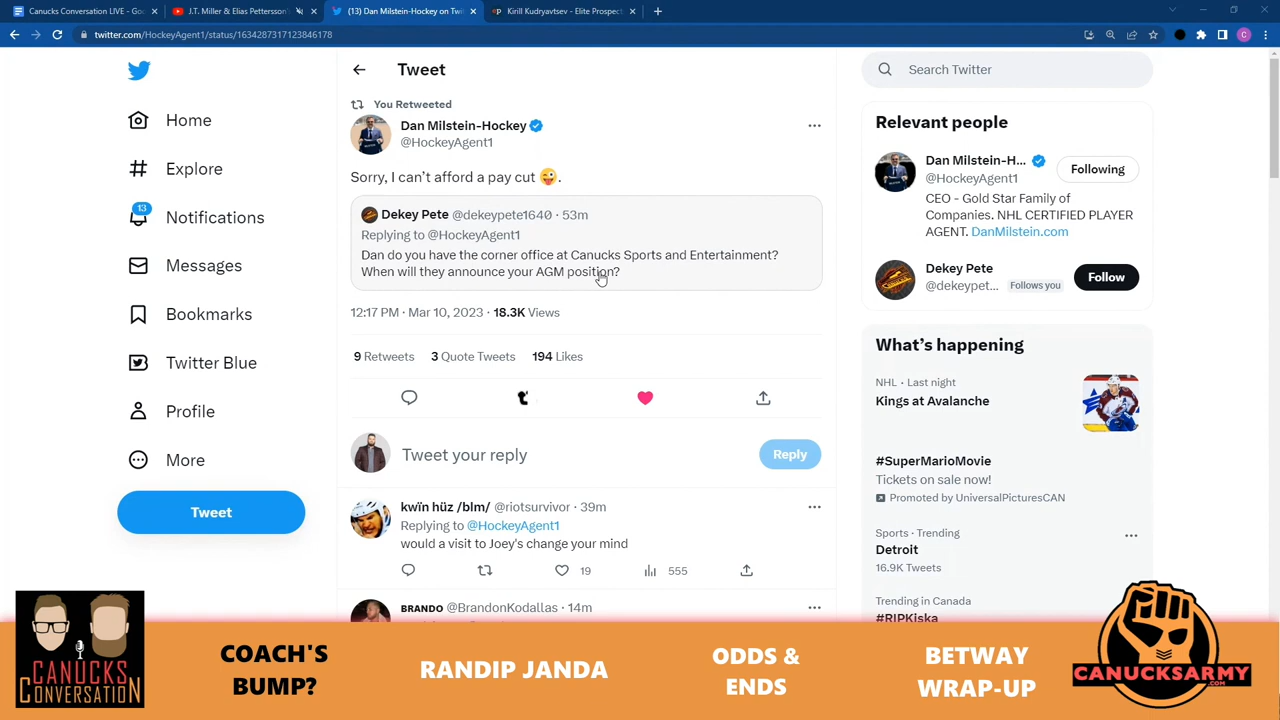 Canucks Conversation LIVE - Goo
J.T. Miller & Elias Pettersson's
(13) Dan Milstein-Hockey on Twit
Kirill Kudryavtsev - Elite Prospect
twitter.com/HockeyAgent1/status/1634287317123846178
Home
Explore
13
Notifications
Messages
Bookmarks
Twitter Blue
Profile
More
Tweet
Tweet
You Retweeted
Dan Milstein-Hockey
@HockeyAgent1
Sorry, I can't afford a pay cut 😜.
Dekey Pete @dekeypete1640 · 53m
Replying to @HockeyAgent1
Dan do you have the corner office at Canucks Sports and Entertainment?
When will they announce your AGM position?
12:17 PM · Mar 10, 2023 · 18.3K Views
9 Retweets 3 Quote Tweets 194 Likes
Tweet your reply
Reply
kwïn hüz /blm/ @riotsurvivor · 39m
Replying to @HockeyAgent1
would a visit to Joey's change your mind
19 555
BRANDO @BrandonKodallas · 14m
Search Twitter
Relevant people
Dan Milstein-H...
@HockeyAgent1
Following
CEO - Gold Star Family of
Companies. NHL CERTIFIED PLAYER
AGENT. DanMilstein.com
Dekey Pete
@dekeypet... Follows you
Follow
What's happening
NHL · Last night
Kings at Avalanche
#SuperMarioMovie
Tickets on sale now!
Promoted by UniversalPicturesCAN
Sports · Trending
Detroit
16.9K Tweets
Trending in Canada
#RIPKiska
CANUCKS
CONVERSATION
COACH'S
BUMP?
RANDIP JANDA
ODDS &
ENDS
BETWAY
WRAP-UP
CANUCKSARMY
.COM